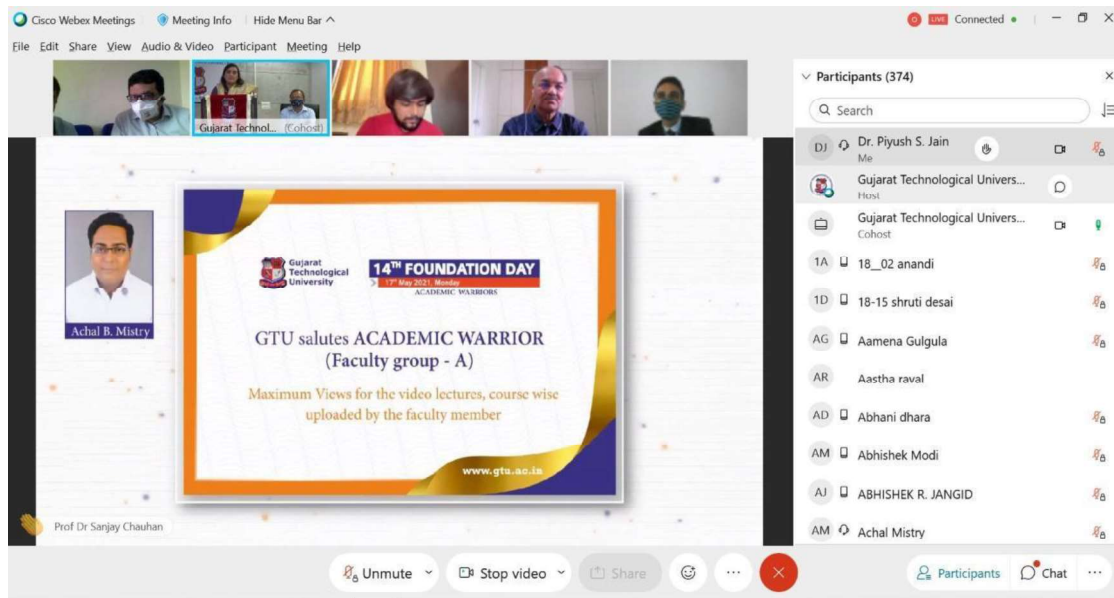 Cisco Webex Meetings
Meeting Info
Hide Menu Bar
LIVE
Connected
File Edit Share View Audio & Video Participant Meeting Help
Gujarat Technol... (Cohost)
Achal B. Mistry
Gujarat
Technological
University
14TH FOUNDATION DAY
17th May 2021, Monday
ACADEMIC WARRIORS
GTU salutes ACADEMIC WARRIOR
(Faculty group - A)
Maximum Views for the video lectures, course wise
uploaded by the faculty member
www.gtu.ac.in
Prof Dr Sanjay Chauhan
Participants (374)
Search
DJ Dr. Piyush S. Jain
Me
Gujarat Technological Univers...
Host
Gujarat Technological Univers...
Cohost
1A 18__02 anandi
1D 18-15 shruti desai
AG Aamena Gulgula
AR Aastha raval
AD Abhani dhara
AM Abhishek Modi
AJ ABHISHEK R. JANGID
AM Achal Mistry
Unmute
Stop video
Share
Participants
Chat